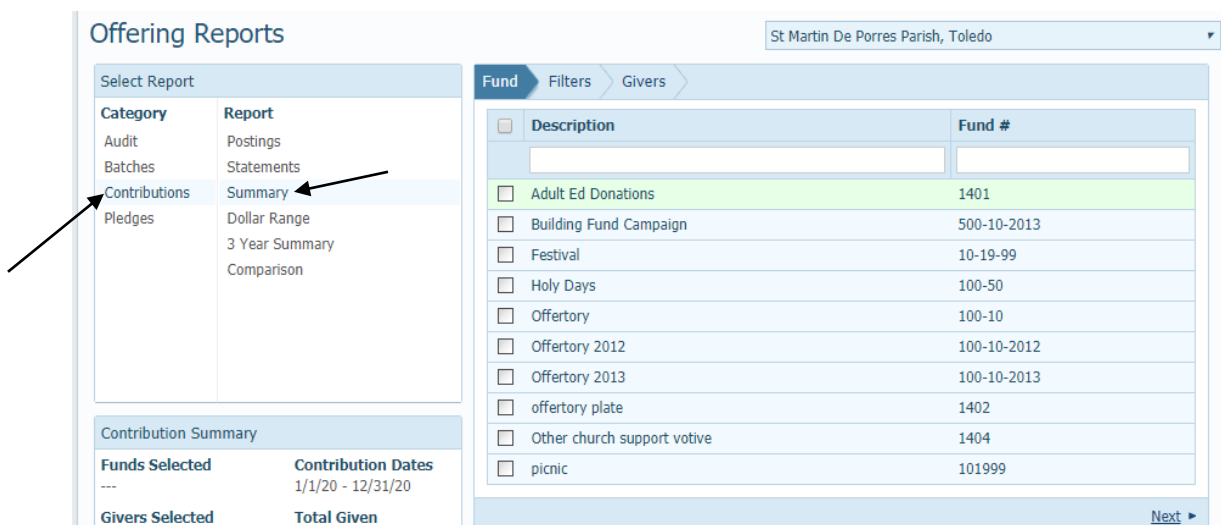 Offering Reports
St Martin De Porres Parish, Toledo
Select Report
Category Report
Audit Postings
Batches Statements
Contributions Summary
Pledges Dollar Range
3 Year Summary
Comparison
Contribution Summary
Funds Selected Contribution Dates
--- 1/1/20 - 12/31/20
Givers Selected Total Given
Fund Filters Givers
Description Fund #
Adult Ed Donations 1401
Building Fund Campaign 500-10-2013
Festival 10-19-99
Holy Days 100-50
Offertory 100-10
Offertory 2012 100-10-2012
Offertory 2013 100-10-2013
offertory plate 1402
Other church support votive 1404
picnic 101999
Next